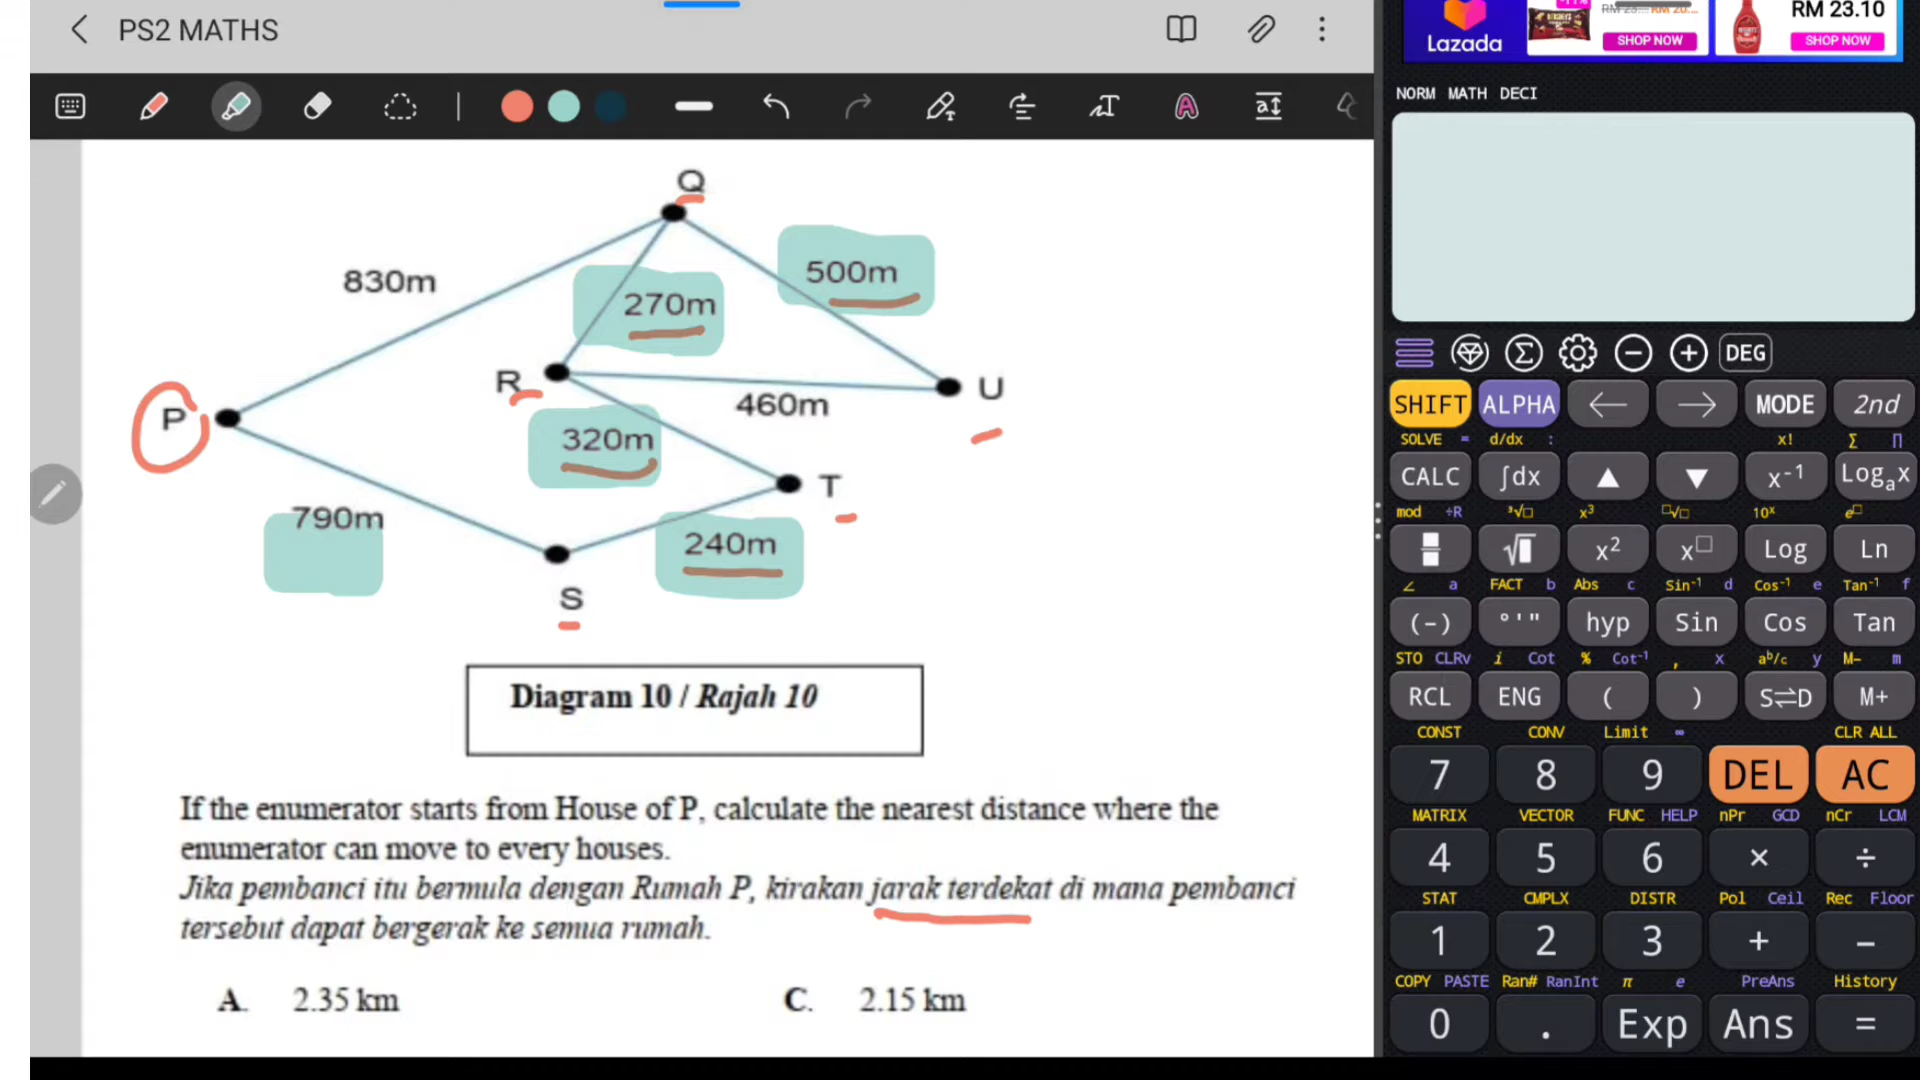 PS2 MATHS
Q
830m
500m
270m
R
P
460m
U
320m
T
790m
240m
S
Diagram 10 / Rajah 10
If the enumerator starts from House of P, calculate the nearest distance where the
enumerator can move to every houses.
Jika pembanci itu bermula dengan Rumah P, kirakan jarak terdekat di mana pembanci
tersebut dapat bergerak ke semua rumah.
A. 2.35 km C. 2.15 km
Lazada
SHOP NOW
RM 23.10
SHOP NOW
NORM MATH DECI
DEG
SHIFT ALPHA ← → MODE 2nd
SOLVE = d/dx : x! Σ Π
CALC ∫dx ▲ ▼ x⁻¹ Logₐx
mod ÷R ³√□ x³ □√□ 10ˣ e□
√ x² x□ Log Ln
∠ a FACT b Abs c Sin⁻¹ d Cos⁻¹ e Tan⁻¹ f
(−) °'" hyp Sin Cos Tan
STO CLRv i Cot % Cot⁻¹ , x aᵇ/c y M− m
RCL ENG ( ) S⇌D M+
CONST CONV Limit ∞ CLR ALL
7 8 9 DEL AC
MATRIX VECTOR FUNC HELP nPr GCD nCr LCM
4 5 6 × ÷
STAT CMPLX DISTR Pol Ceil Rec Floor
1 2 3 + −
COPY PASTE Ran# RanInt π e PreAns History
0 . Exp Ans =